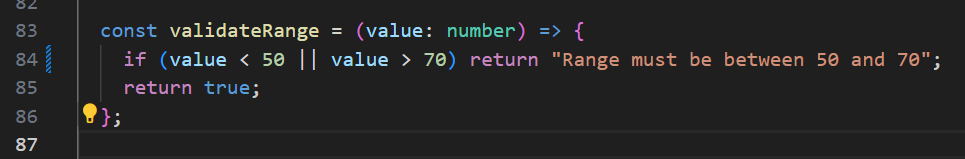 82
83 const validateRange = (value: number) => {
84 if (value < 50 || value > 70) return "Range must be between 50 and 70";
85 return true;
86 };
87